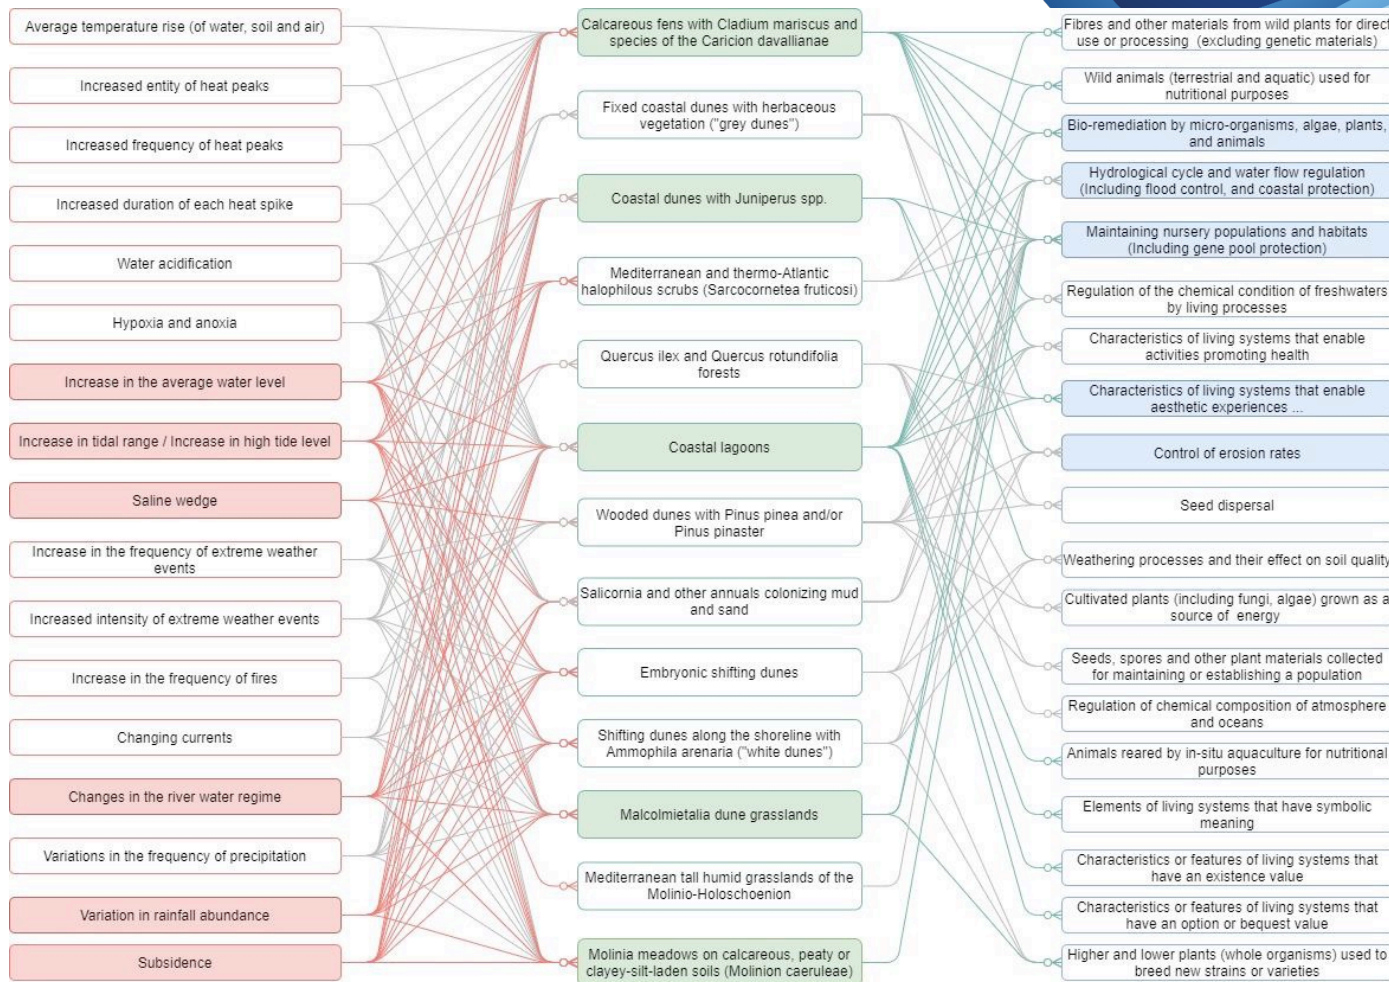 Average temperature rise (of water, soil and air)
Increased entity of heat peaks
Increased frequency of heat peaks
Increased duration of each heat spike
Water acidification
Hypoxia and anoxia
Increase in the average water level
Increase in tidal range / Increase in high tide level
Saline wedge
Increase in the frequency of extreme weather
events
Increased intensity of extreme weather events
Increase in the frequency of fires
Changing currents
Changes in the river water regime
Variations in the frequency of precipitation
Variation in rainfall abundance
Subsidence
Calcareous fens with Cladium mariscus and
species of the Caricion davallianae
Fixed coastal dunes with herbaceous
vegetation ("grey dunes")
Coastal dunes with Juniperus spp.
Mediterranean and thermo-Atlantic
halophilous scrubs (Sarcocornetea fruticosi)
Quercus ilex and Quercus rotundifolia
forests
Coastal lagoons
Wooded dunes with Pinus pinea and/or
Pinus pinaster
Salicornia and other annuals colonizing mud
and sand
Embryonic shifting dunes
Shifting dunes along the shoreline with
Ammophila arenaria ("white dunes")
Malcolmietalia dune grasslands
Mediterranean tall humid grasslands of the
Molinio-Holoschoenion
Molinia meadows on calcareous, peaty or
clayey-silt-laden soils (Molinion caeruleae)
Fibres and other materials from wild plants for direct
use or processing (excluding genetic materials)
Wild animals (terrestrial and aquatic) used for
nutritional purposes
Bio-remediation by micro-organisms, algae, plants,
and animals
Hydrological cycle and water flow regulation
(Including flood control, and coastal protection)
Maintaining nursery populations and habitats
(Including gene pool protection)
Regulation of the chemical condition of freshwaters
by living processes
Characteristics of living systems that enable
activities promoting health
Characteristics of living systems that enable
aesthetic experiences ...
Control of erosion rates
Seed dispersal
Weathering processes and their effect on soil quality
Cultivated plants (including fungi, algae) grown as a
source of energy
Seeds, spores and other plant materials collected
for maintaining or establishing a population
Regulation of chemical composition of atmosphere
and oceans
Animals reared by in-situ aquaculture for nutritional
purposes
Elements of living systems that have symbolic
meaning
Characteristics or features of living systems that
have an existence value
Characteristics or features of living systems that
have an option or bequest value
Higher and lower plants (whole organisms) used to
breed new strains or varieties